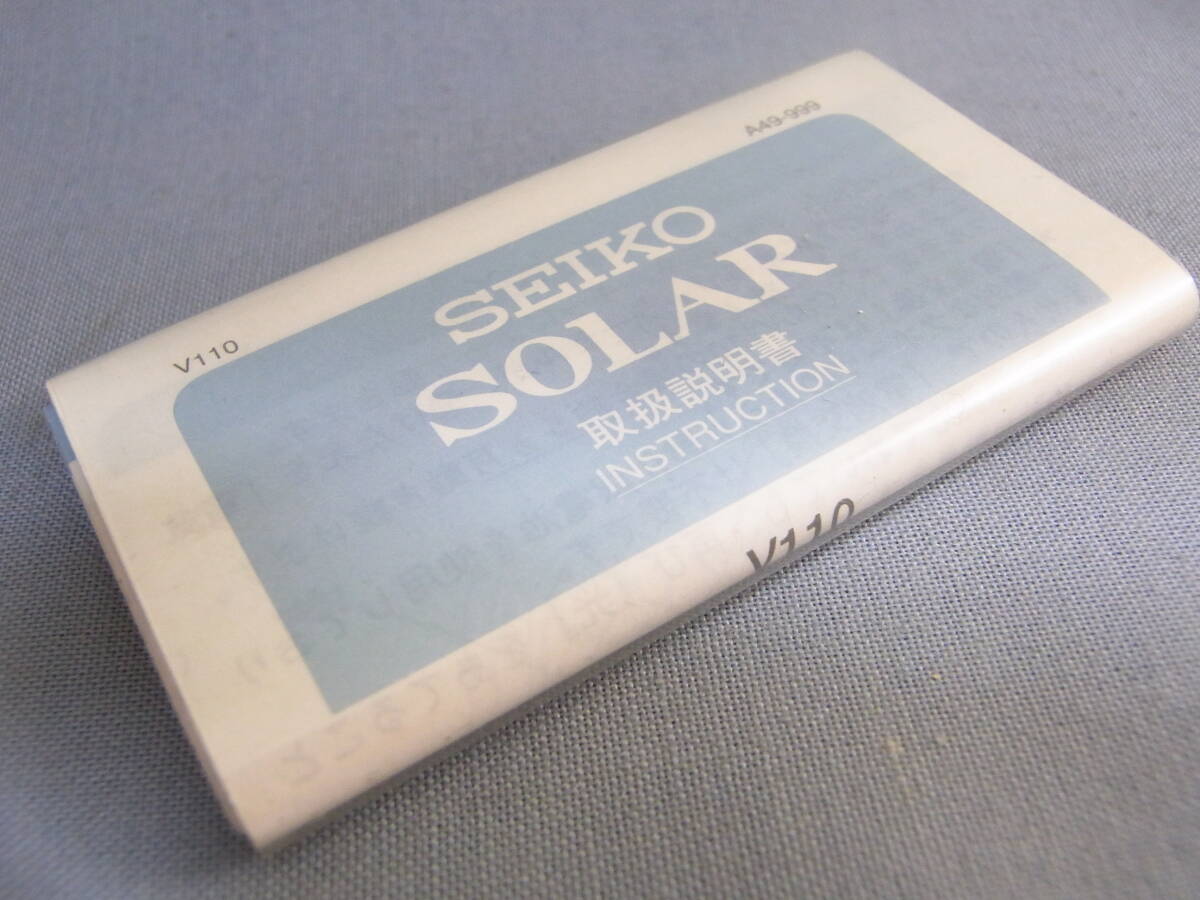 V110
A49-999
SEIKO
SOLAR
取扱説明書
INSTRUCTION
V110